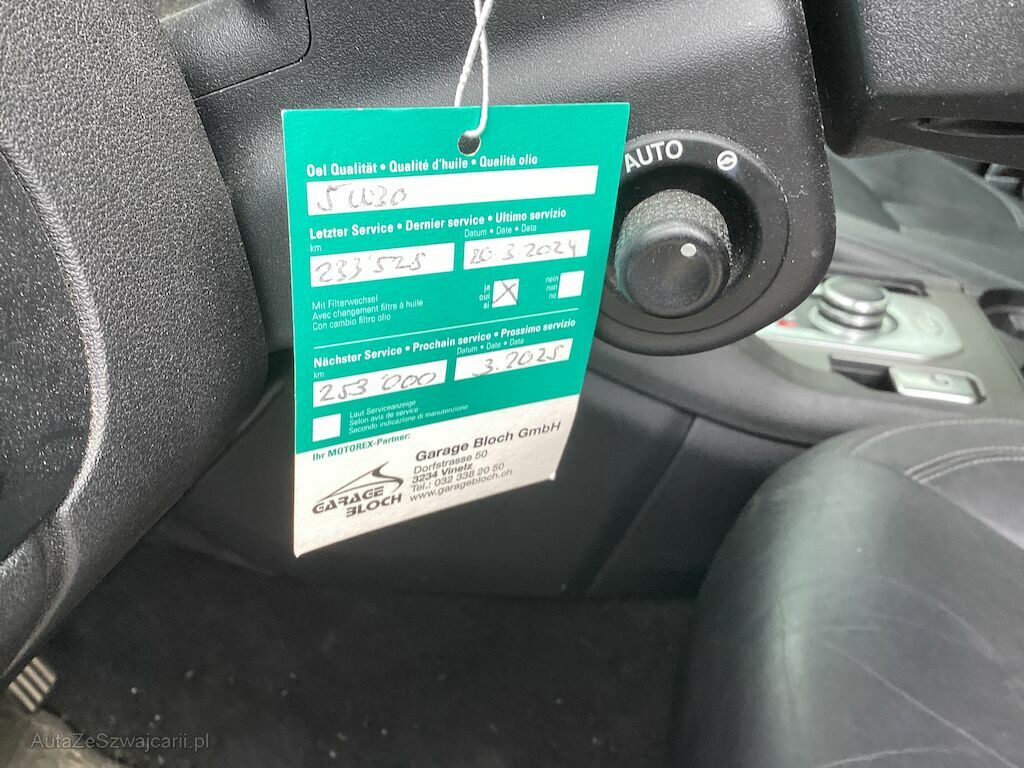 AUTO
Oel Qualität • Qualité d'huile • Qualità olio
5W30
Letzter Service • Dernier service • Ultimo servizio
km
Datum • Date • Data
233'525
20 3.2024
Mit Filterwechsel
Avec changement filtre à huile
Con cambio filtro olio
ja
oui
si
nein
non
no
Nächster Service • Prochain service • Prossimo servizio
km
Datum • Date • Data
253'000
3.2025
Laut Serviceanzeige
Selon avis de service
Secondo indicazione di manutenzione
Ihr MOTOREX-Partner:
GARAGE
BLOCH
Garage Bloch GmbH
Dorfstrasse 50
3234 Vinelz
Tel.: 032 338 20 50
www.garagebloch.ch
AutaZeSzwajcarii.pl